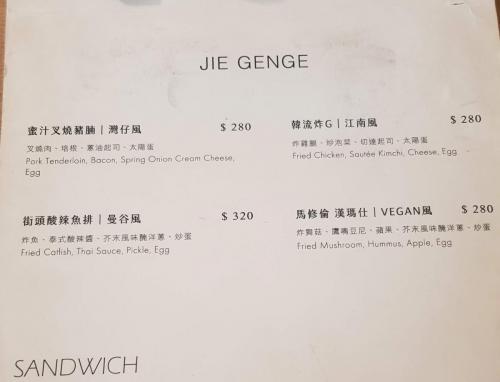 JIE GENGE
蜜汁叉燒豬腩｜灣仔風 $ 280
叉燒肉、培根、蔥油起司、太陽蛋
Pork Tenderloin, Bacon, Spring Onion Cream Cheese,
Egg
韓流炸G｜江南風 $ 280
炸雞腿、炒泡菜、切達起司、太陽蛋
Fried Chicken, Sautée Kimchi, Cheese, Egg
街頭酸辣魚排｜曼谷風 $ 320
炸魚、泰式酸辣醬、芥末風味醃洋蔥、炒蛋
Fried Catfish, Thai Sauce, Pickle, Egg
馬修倫 漢瑪仕｜VEGAN風 $ 280
炸舞菇、鷹嘴豆尼、蘋果、芥末風味醃洋蔥、炒蛋
Fried Mushroom, Hummus, Apple, Egg
SANDWICH